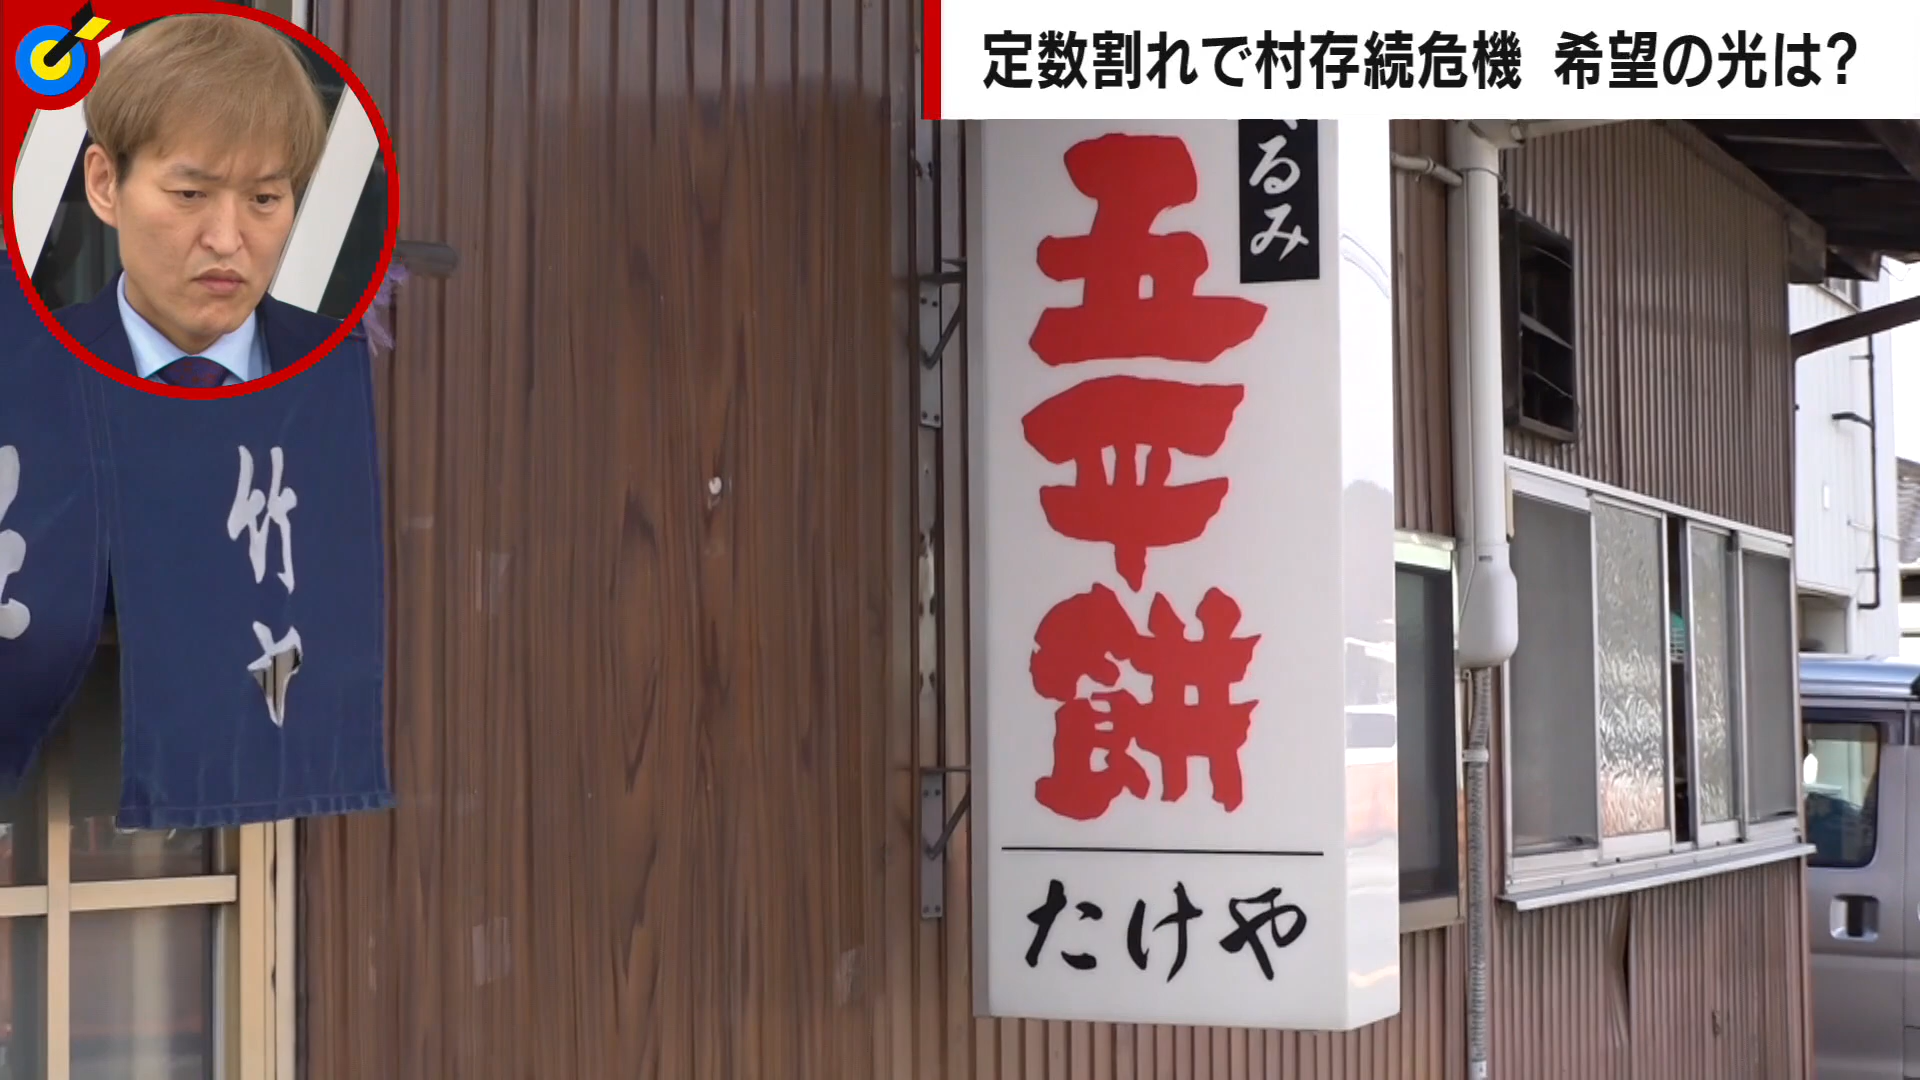 定数割れで村存続危機 希望の光は?
るみ
五平餅
たけや
竹や